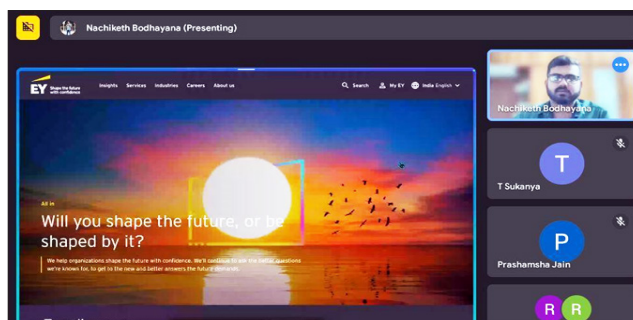 Nachiketh Bodhayana (Presenting)
EY Shape the future
with confidence
Insights Services Industries Careers About us
Search My EY India English
All in
Will you shape the future, or be
shaped by it?
We help organizations shape the future with confidence. We'll continue to ask the better questions
we're known for, to get to the new and better answers the future demands.
Nachiketh Bodhayana
T
T Sukanya
P
Prashamsha Jain
R R